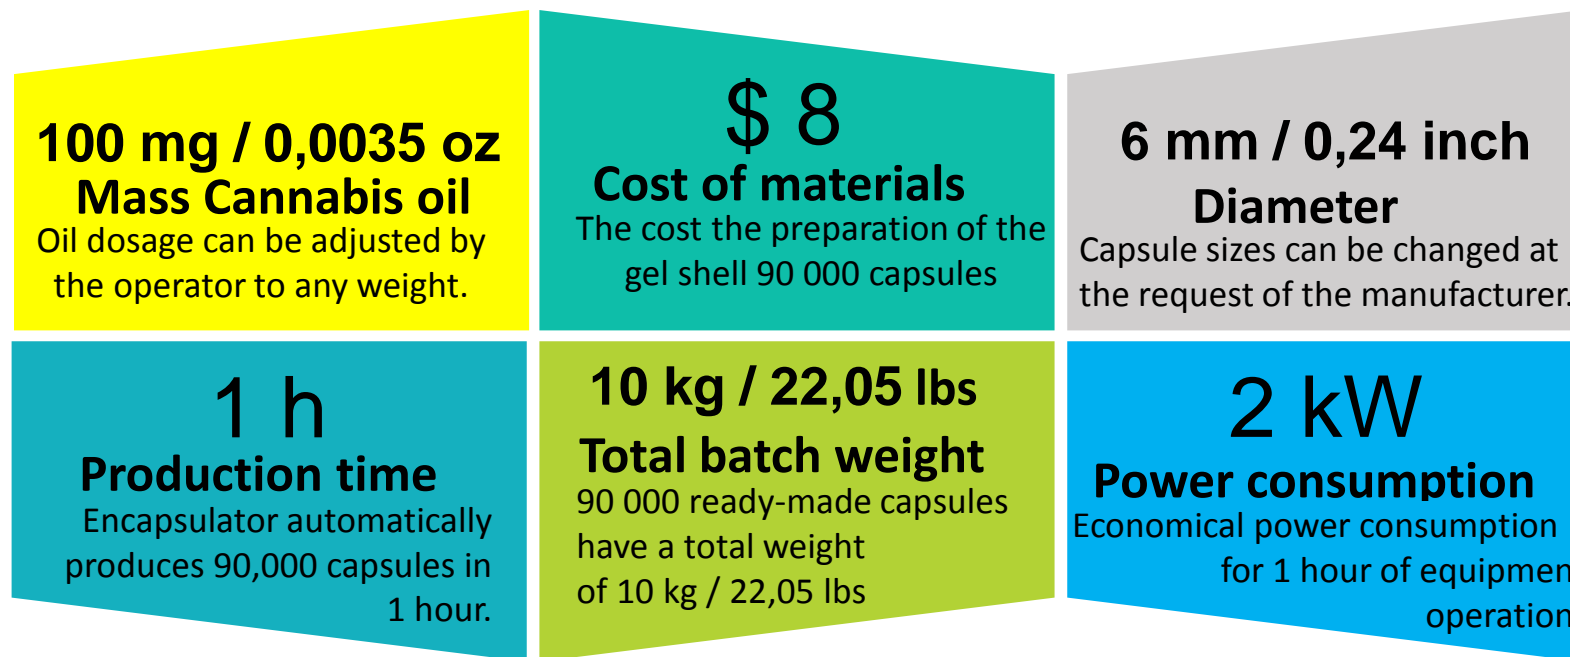 100 mg / 0,0035 oz
Mass Cannabis oil
Oil dosage can be adjusted by
the operator to any weight.
$ 8
Cost of materials
The cost the preparation of the
gel shell 90 000 capsules
6 mm / 0,24 inch
Diameter
Capsule sizes can be changed at
the request of the manufacturer.
1 h
Production time
Encapsulator automatically
produces 90,000 capsules in
1 hour.
10 kg / 22,05 lbs
Total batch weight
90 000 ready-made capsules
have a total weight
of 10 kg / 22,05 lbs
2 kW
Power consumption
Economical power consumption
for 1 hour of equipmen
operation